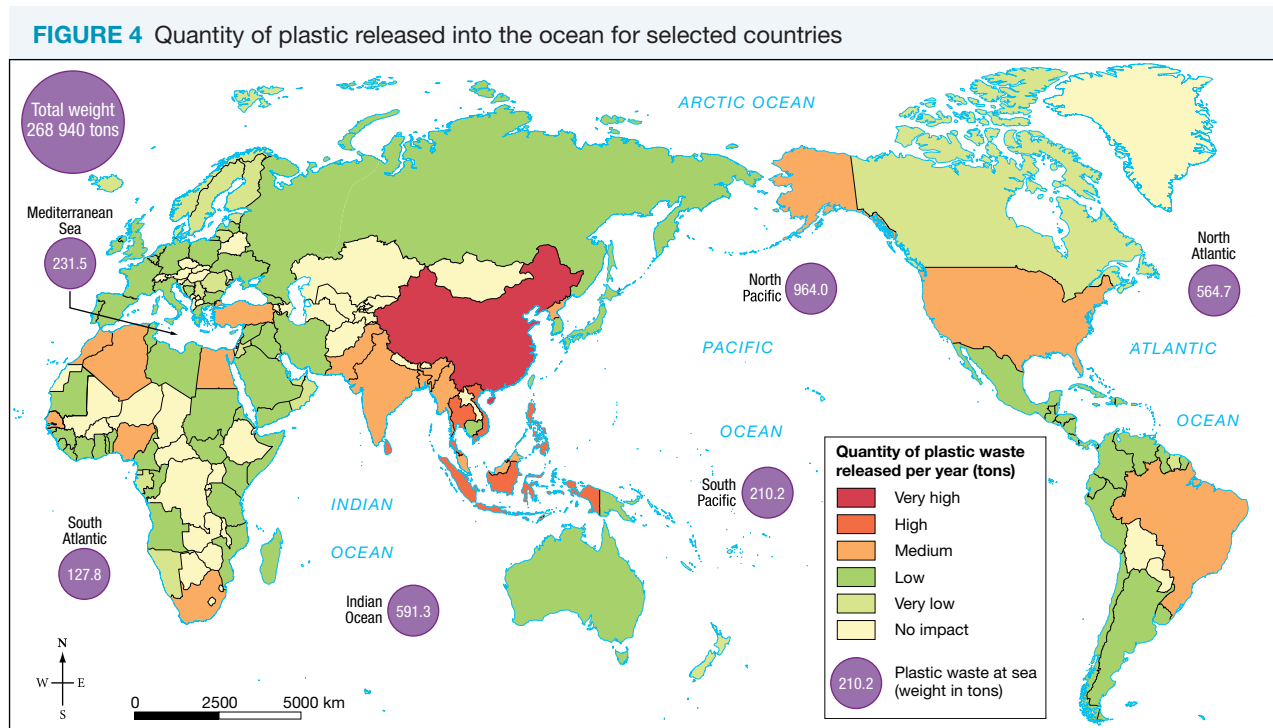 FIGURE 4 Quantity of plastic released into the ocean for selected countries
Total weight
268 940 tons
ARCTIC OCEAN
Mediterranean
Sea
231.5
North
Pacific
964.0
North
Atlantic
564.7
PACIFIC
ATLANTIC
OCEAN
OCEAN
South
Pacific
210.2
INDIAN
OCEAN
South
Atlantic
127.8
Indian
Ocean
591.3
Quantity of plastic waste
released per year (tons)
Very high
High
Medium
Low
Very low
No impact
210.2
Plastic waste at sea
(weight in tons)
N
W E
S
0 2500 5000 km